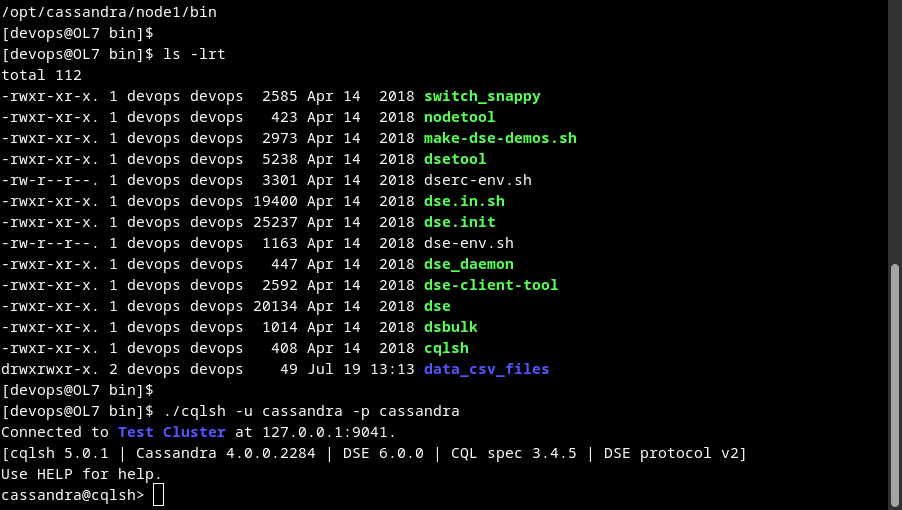 /opt/cassandra/node1/bin
[devops@OL7 bin]$
[devops@OL7 bin]$ ls -lrt
total 112
-rwxr-xr-x. 1 devops devops  2585 Apr 14  2018 switch_snappy
-rwxr-xr-x. 1 devops devops   423 Apr 14  2018 nodetool
-rwxr-xr-x. 1 devops devops  2973 Apr 14  2018 make-dse-demos.sh
-rwxr-xr-x. 1 devops devops  5238 Apr 14  2018 dsetool
-rw-r--r--. 1 devops devops  3301 Apr 14  2018 dserc-env.sh
-rwxr-xr-x. 1 devops devops 19400 Apr 14  2018 dse.in.sh
-rwxr-xr-x. 1 devops devops 25237 Apr 14  2018 dse.init
-rw-r--r--. 1 devops devops  1163 Apr 14  2018 dse-env.sh
-rwxr-xr-x. 1 devops devops   447 Apr 14  2018 dse_daemon
-rwxr-xr-x. 1 devops devops  2592 Apr 14  2018 dse-client-tool
-rwxr-xr-x. 1 devops devops 20134 Apr 14  2018 dse
-rwxr-xr-x. 1 devops devops  1014 Apr 14  2018 dsbulk
-rwxr-xr-x. 1 devops devops   408 Apr 14  2018 cqlsh
drwxrwxr-x. 2 devops devops    49 Jul 19 13:13 data_csv_files
[devops@OL7 bin]$
[devops@OL7 bin]$ ./cqlsh -u cassandra -p cassandra
Connected to Test Cluster at 127.0.0.1:9041.
[cqlsh 5.0.1 | Cassandra 4.0.0.2284 | DSE 6.0.0 | CQL spec 3.4.5 | DSE protocol v2]
Use HELP for help.
cassandra@cqlsh>